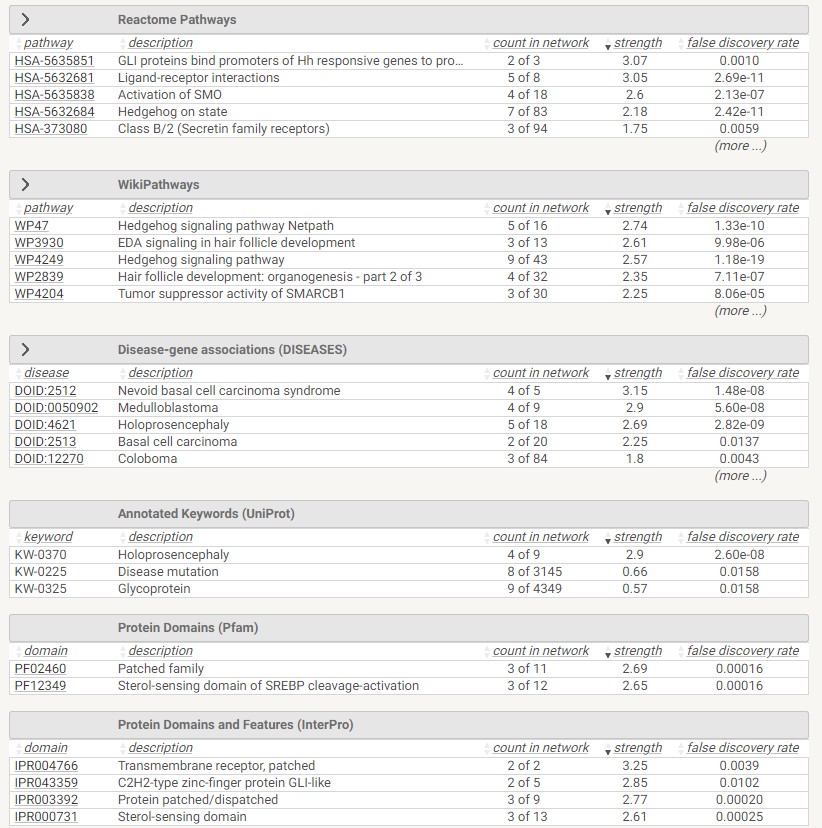 Reactome Pathways
pathway description count in network strength false discovery rate
HSA-5635851 GLI proteins bind promoters of Hh responsive genes to pro... 2 of 3 3.07 0.0010
HSA-5632681 Ligand-receptor interactions 5 of 8 3.05 2.69e-11
HSA-5635838 Activation of SMO 4 of 18 2.6 2.13e-07
HSA-5632684 Hedgehog on state 7 of 83 2.18 2.42e-11
HSA-373080 Class B/2 (Secretin family receptors) 3 of 94 1.75 0.0059
(more ...)
WikiPathways
pathway description count in network strength false discovery rate
WP47 Hedgehog signaling pathway Netpath 5 of 16 2.74 1.33e-10
WP3930 EDA signaling in hair follicle development 3 of 13 2.61 9.98e-06
WP4249 Hedgehog signaling pathway 9 of 43 2.57 1.18e-19
WP2839 Hair follicle development: organogenesis - part 2 of 3 4 of 32 2.35 7.11e-07
WP4204 Tumor suppressor activity of SMARCB1 3 of 30 2.25 8.06e-05
(more ...)
Disease-gene associations (DISEASES)
disease description count in network strength false discovery rate
DOID:2512 Nevoid basal cell carcinoma syndrome 4 of 5 3.15 1.48e-08
DOID:0050902 Medulloblastoma 4 of 9 2.9 5.60e-08
DOID:4621 Holoprosencephaly 5 of 18 2.69 2.82e-09
DOID:2513 Basal cell carcinoma 2 of 20 2.25 0.0137
DOID:12270 Coloboma 3 of 84 1.8 0.0043
(more ...)
Annotated Keywords (UniProt)
keyword description count in network strength false discovery rate
KW-0370 Holoprosencephaly 4 of 9 2.9 2.60e-08
KW-0225 Disease mutation 8 of 3145 0.66 0.0158
KW-0325 Glycoprotein 9 of 4349 0.57 0.0158
Protein Domains (Pfam)
domain description count in network strength false discovery rate
PF02460 Patched family 3 of 11 2.69 0.00016
PF12349 Sterol-sensing domain of SREBP cleavage-activation 3 of 12 2.65 0.00016
Protein Domains and Features (InterPro)
domain description count in network strength false discovery rate
IPR004766 Transmembrane receptor, patched 2 of 2 3.25 0.0039
IPR043359 C2H2-type zinc-finger protein GLI-like 2 of 5 2.85 0.0102
IPR003392 Protein patched/dispatched 3 of 9 2.77 0.00020
IPR000731 Sterol-sensing domain 3 of 13 2.61 0.00025